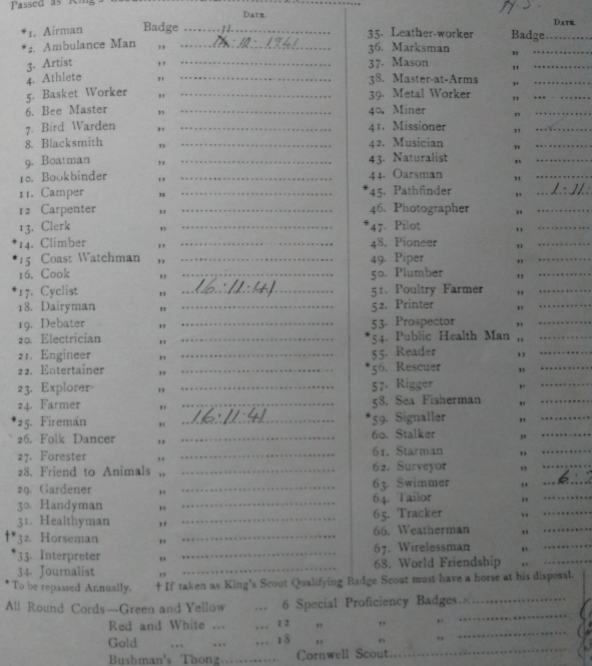 Passed as King's Scout
DATE.
*1. Airman Badge
*2. Ambulance Man „ 1941
3. Artist „
4. Athlete „
5. Basket Worker „
6. Bee Master „
7. Bird Warden „
8. Blacksmith „
9. Boatman „
10. Bookbinder „
11. Camper „
12 Carpenter „
13. Clerk „
*14. Climber „
*15 Coast Watchman „
16. Cook „
*17. Cyclist „ 16.11.41
18. Dairyman „
19. Debater „
20. Electrician „
21. Engineer „
22. Entertainer „
23. Explorer „
24. Farmer „
*25. Fireman „ 16.11.41
*26. Folk Dancer „
27. Forester „
28. Friend to Animals „
29. Gardener „
30. Handyman „
31. Healthyman „
†*32. Horseman „
*33. Interpreter „
34. Journalist „
DATE.
35. Leather-worker Badge
36. Marksman „
37. Mason „
38. Master-at-Arms „
39. Metal Worker „
40. Miner „
41. Missioner „
42. Musician „
43. Naturalist „
44. Oarsman „
*45. Pathfinder „ 1.11.
46. Photographer „
*47. Pilot „
48. Pioneer „
49. Piper „
50. Plumber „
51. Poultry Farmer „
52. Printer „
53. Prospector „
*54. Public Health Man „
55. Reader „
*56. Rescuer „
57. Rigger „
58. Sea Fisherman „
*59. Signaller „
60. Stalker „
61. Starman „
62. Surveyor „
63. Swimmer „ 6.
64. Tailor „
65. Tracker „
66. Weatherman „
67. Wirelessman „
68. World Friendship „
*To be repassed Annually. † If taken as King's Scout Qualifying Badge Scout must have a horse at his disposal.
All Round Cords—Green and Yellow ... 6 Special Proficiency Badges
Red and White ... ... 12 „ „ „
Gold ... ... ... 18 „ „ „
Bushman's Thong Cornwell Scout